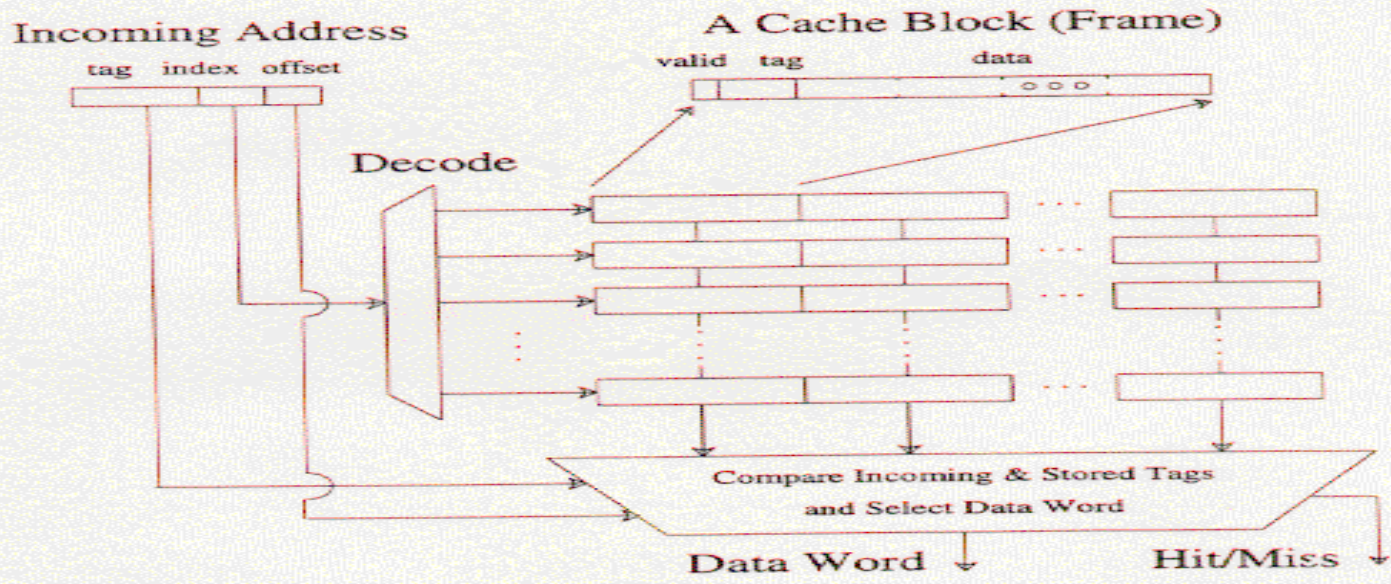 Incoming Address
tag index offset
A Cache Block (Frame)
valid tag data
Decode
Compare Incoming & Stored Tags
and Select Data Word
Data Word
Hit/Miss